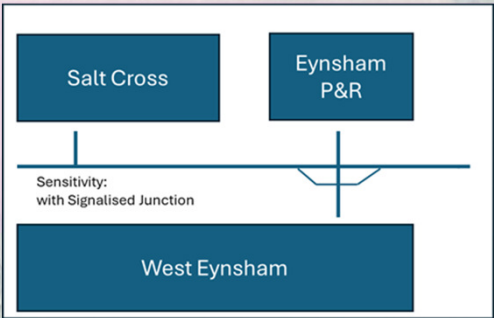 Salt Cross
Eynsham
P&R
Sensitivity:
with Signalised Junction
West Eynsham